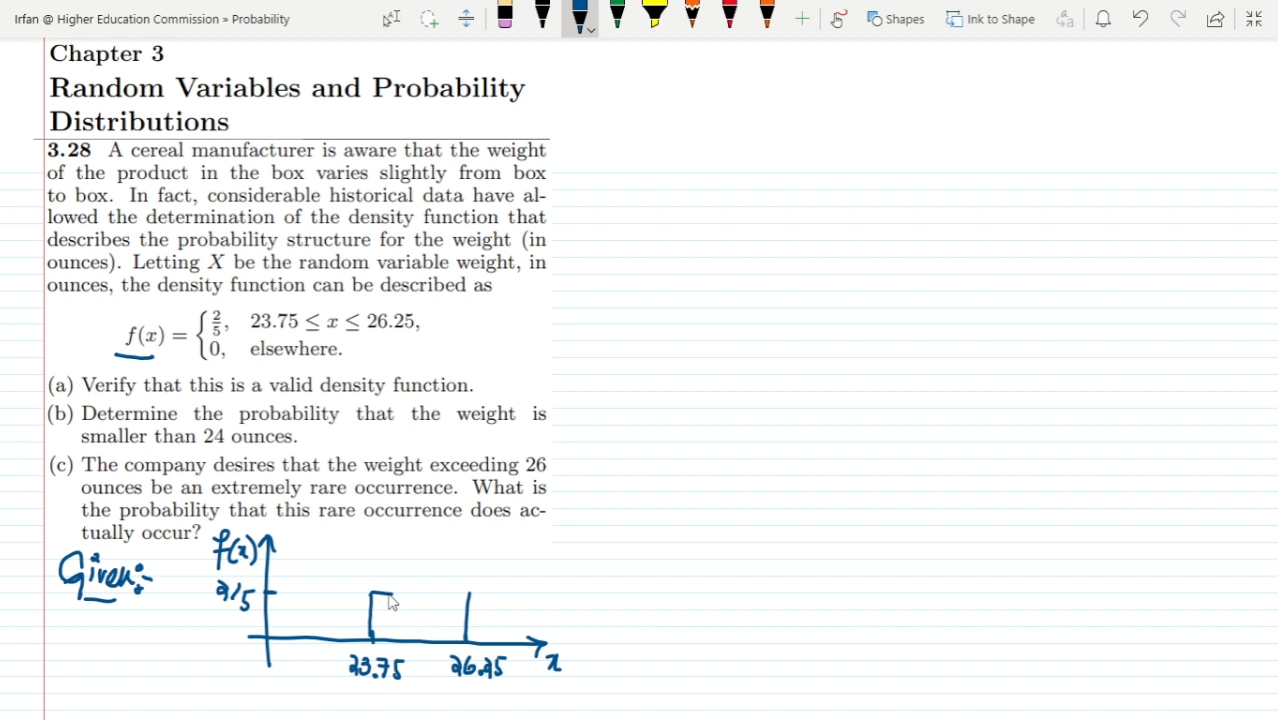 Irfan @ Higher Education Commission » Probability
Shapes
Ink to Shape
Chapter 3
Random Variables and Probability
Distributions
3.28 A cereal manufacturer is aware that the weight
of the product in the box varies slightly from box
to box. In fact, considerable historical data have al-
lowed the determination of the density function that
describes the probability structure for the weight (in
ounces). Letting X be the random variable weight, in
ounces, the density function can be described as
f(x) = { 2/5, 23.75 ≤ x ≤ 26.25,
0, elsewhere.
(a) Verify that this is a valid density function.
(b) Determine the probability that the weight is
smaller than 24 ounces.
(c) The company desires that the weight exceeding 26
ounces be an extremely rare occurrence. What is
the probability that this rare occurrence does ac-
tually occur?
Given:-
f(x)
2/5
23.75
26.25
x